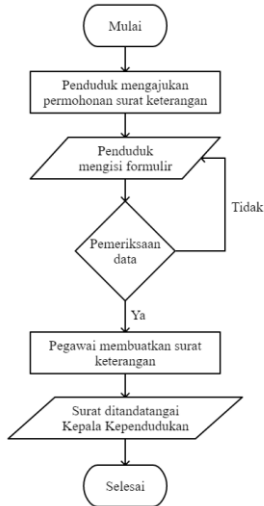 Mulai
Penduduk mengajukan
permohonan surat keterangan
Penduduk
mengisi formulir
Tidak
Pemeriksaan
data
Ya
Pegawai membuatkan surat
keterangan
Surat ditandatangai
Kepala Kependudukan
Selesai